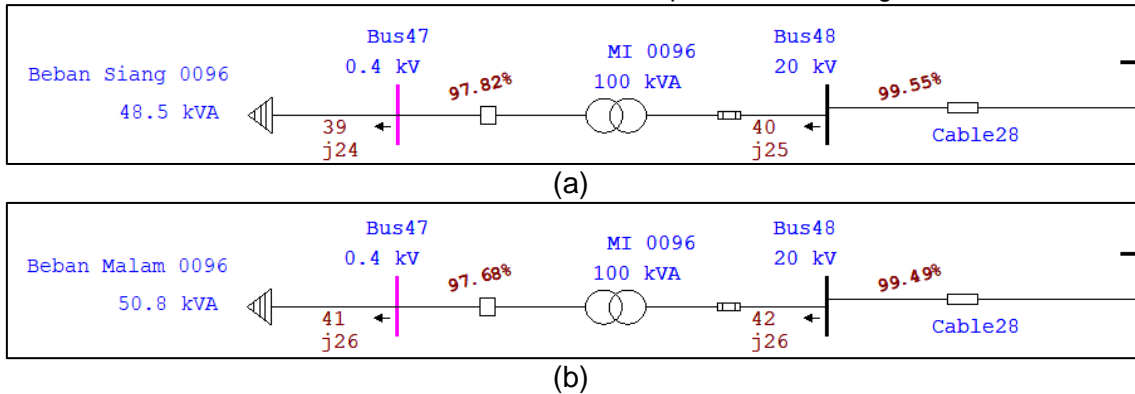 Bus47
0.4 kV
MI 0096
100 kVA
Bus48
20 kV
Beban Siang 0096
48.5 kVA
97.82%
99.55%
39
j24
40
j25
Cable28
(a)
Bus47
0.4 kV
MI 0096
100 kVA
Bus48
20 kV
Beban Malam 0096
50.8 kVA
97.68%
99.49%
41
j26
42
j26
Cable28
(b)